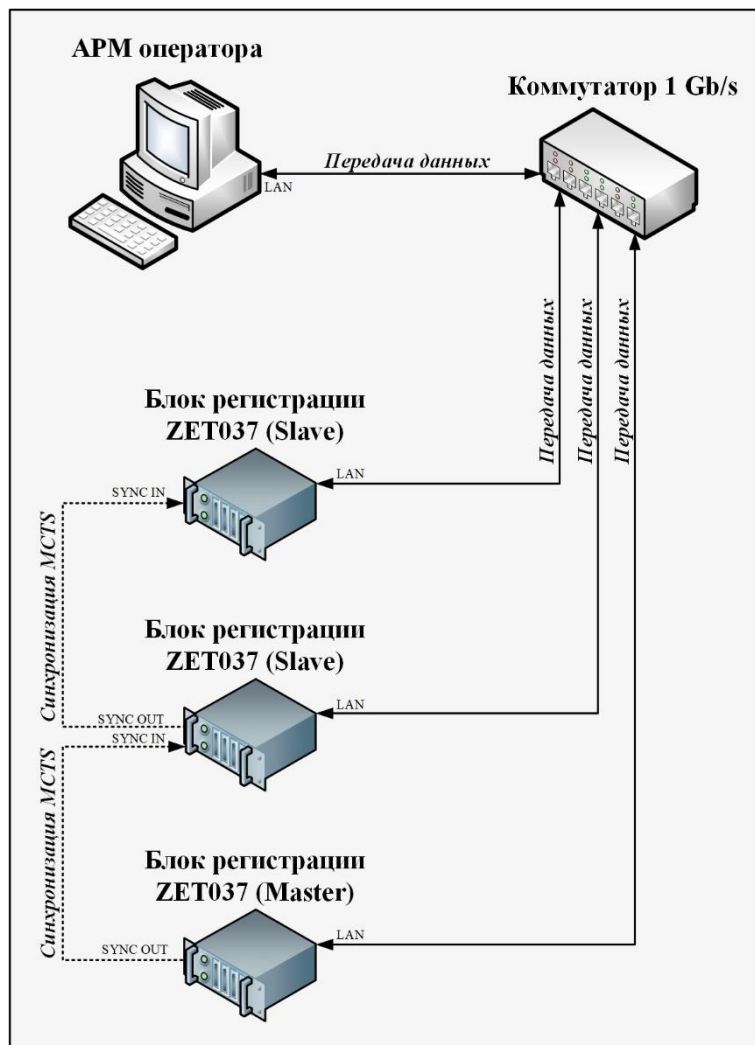 АРМ оператора
Коммутатор 1 Gb/s
Передача данных
LAN
Передача данных
Передача данных
Передача данных
Блок регистрации
ZET037 (Slave)
SYNC IN
LAN
Синхронизация MCTS
Блок регистрации
ZET037 (Slave)
SYNC OUT
SYNC IN
LAN
Синхронизация MCTS
Блок регистрации
ZET037 (Master)
SYNC OUT
LAN